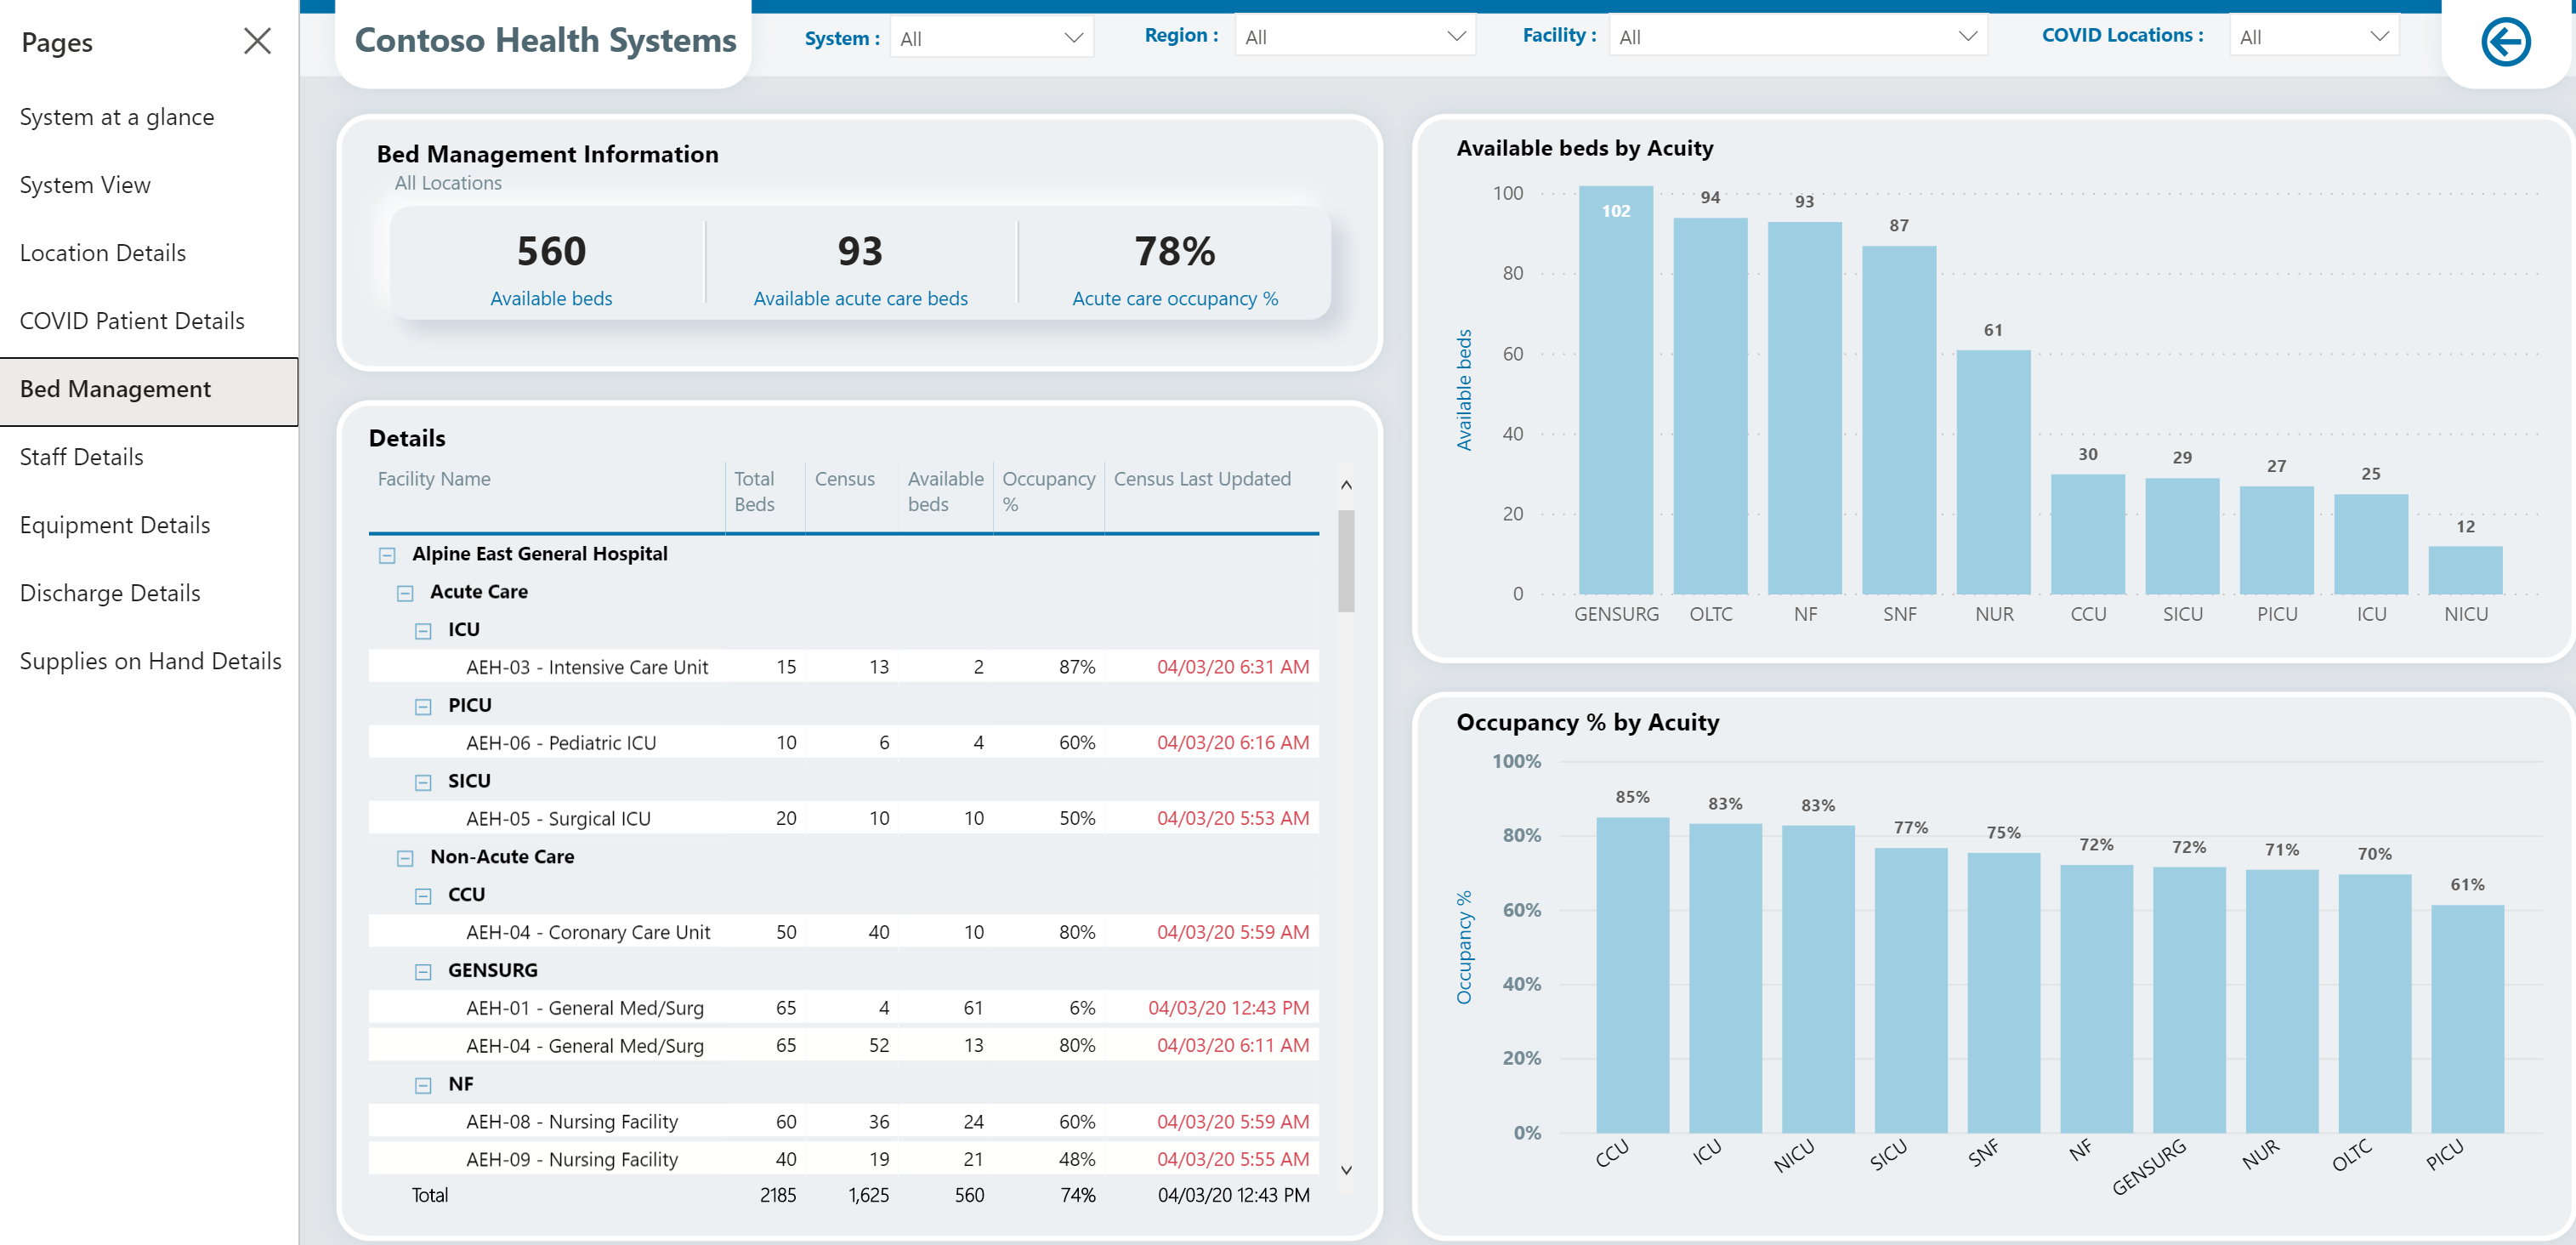 Pages
System at a glance
System View
Location Details
COVID Patient Details
Bed Management
Staff Details
Equipment Details
Discharge Details
Supplies on Hand Details
Contoso Health Systems
System : All
Region : All
Facility : All
COVID Locations : All
Bed Management Information
All Locations
560 93 78%
Available beds Available acute care beds Acute care occupancy %
Details
Facility Name Total Beds Census Available beds Occupancy % Census Last Updated
Alpine East General Hospital
Acute Care
ICU
AEH-03 - Intensive Care Unit 15 13 2 87% 04/03/20 6:31 AM
PICU
AEH-06 - Pediatric ICU 10 6 4 60% 04/03/20 6:16 AM
SICU
AEH-05 - Surgical ICU 20 10 10 50% 04/03/20 5:53 AM
Non-Acute Care
CCU
AEH-04 - Coronary Care Unit 50 40 10 80% 04/03/20 5:59 AM
GENSURG
AEH-01 - General Med/Surg 65 4 61 6% 04/03/20 12:43 PM
AEH-04 - General Med/Surg 65 52 13 80% 04/03/20 6:11 AM
NF
AEH-08 - Nursing Facility 60 36 24 60% 04/03/20 5:59 AM
AEH-09 - Nursing Facility 40 19 21 48% 04/03/20 5:55 AM
Total 2185 1,625 560 74% 04/03/20 12:43 PM
Available beds by Acuity
Available beds
100
80
60
40
20
0
102 94 93 87 61 30 29 27 25 12
GENSURG OLTC NF SNF NUR CCU SICU PICU ICU NICU
Occupancy % by Acuity
Occupancy %
100%
80%
60%
40%
20%
0%
85% 83% 83% 77% 75% 72% 72% 71% 70% 61%
CCU ICU NICU SICU SNF NF GENSURG NUR OLTC PICU